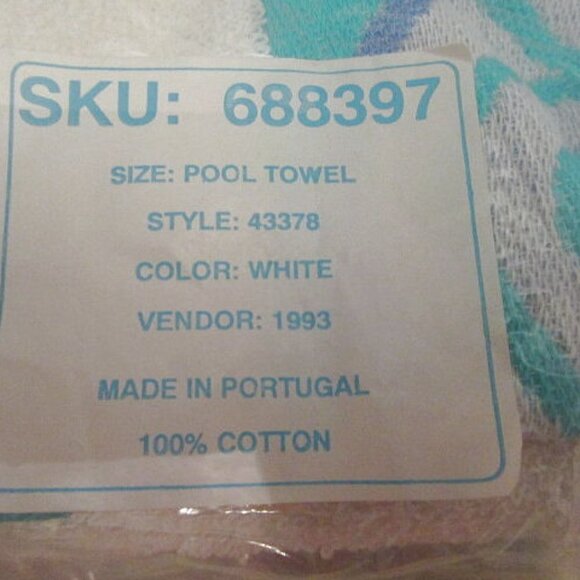 SKU: 688397
SIZE: POOL TOWEL
STYLE: 43378
COLOR: WHITE
VENDOR: 1993
MADE IN PORTUGAL
100% COTTON